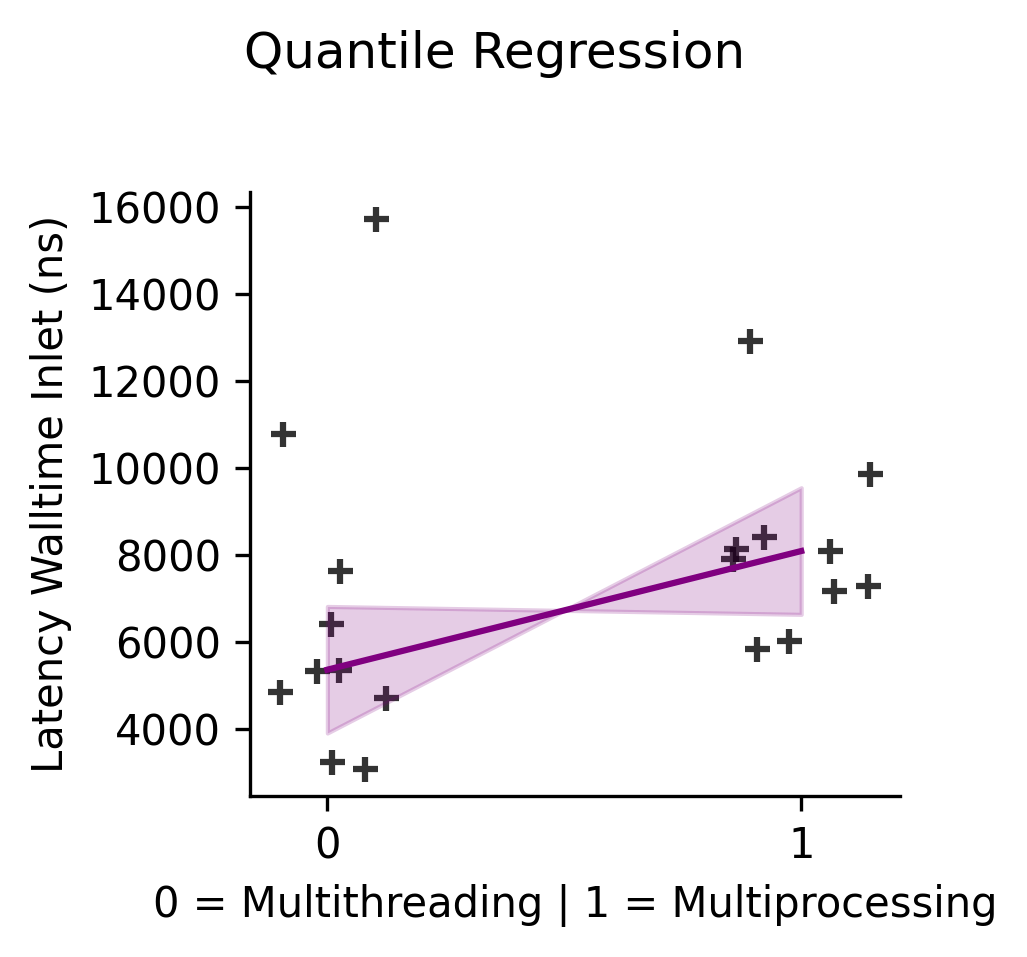 Quantile Regression
Latency Walltime Inlet (ns)
16000
14000
12000
10000
8000
6000
4000
0 1
0 = Multithreading | 1 = Multiprocessing